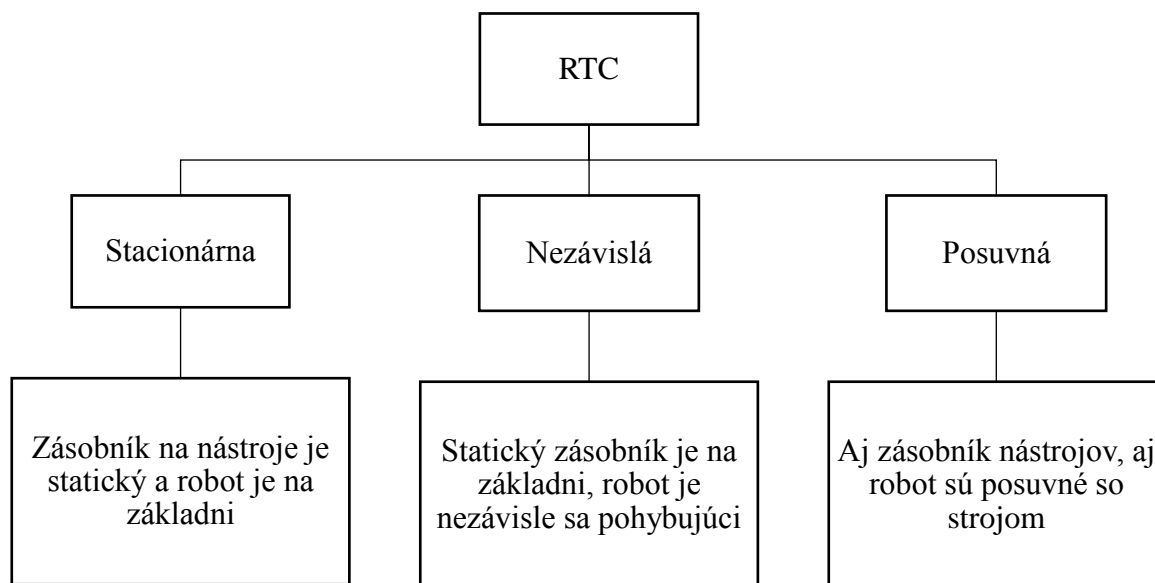 RTC
Stacionárna
Nezávislá
Posuvná
Zásobník na nástroje je
statický a robot je na
základni
Statický zásobník je na
základni, robot je
nezávisle sa pohybujúci
Aj zásobník nástrojov, aj
robot sú posuvné so
strojom